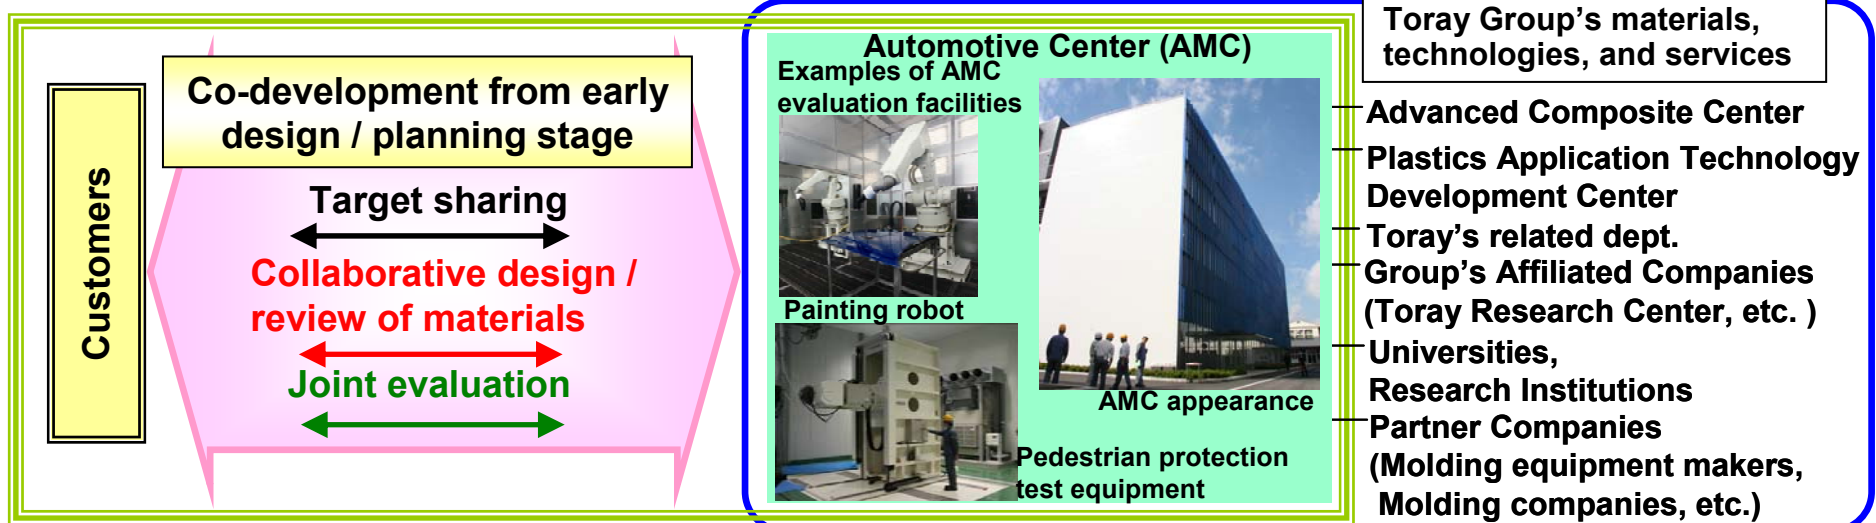 Customers
Co-development from early
design / planning stage
Target sharing
Collaborative design /
review of materials
Joint evaluation
Automotive Center (AMC)
Examples of AMC
evaluation facilities
Painting robot
AMC appearance
Pedestrian protection
test equipment
Toray Group's materials,
technologies, and services
Advanced Composite Center
Plastics Application Technology
Development Center
Toray's related dept.
Group's Affiliated Companies
(Toray Research Center, etc. )
Universities,
Research Institutions
Partner Companies
(Molding equipment makers,
Molding companies, etc.)